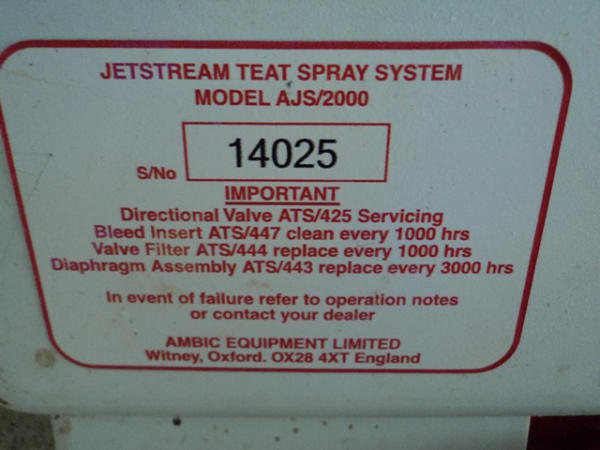 JETSTREAM TEAT SPRAY SYSTEM
MODEL AJS/2000
S/No 14025
IMPORTANT
Directional Valve ATS/425 Servicing
Bleed Insert ATS/447 clean every 1000 hrs
Valve Filter ATS/444 replace every 1000 hrs
Diaphragm Assembly ATS/443 replace every 3000 hrs
In event of failure refer to operation notes
or contact your dealer
AMBIC EQUIPMENT LIMITED
Witney, Oxford. OX28 4XT England